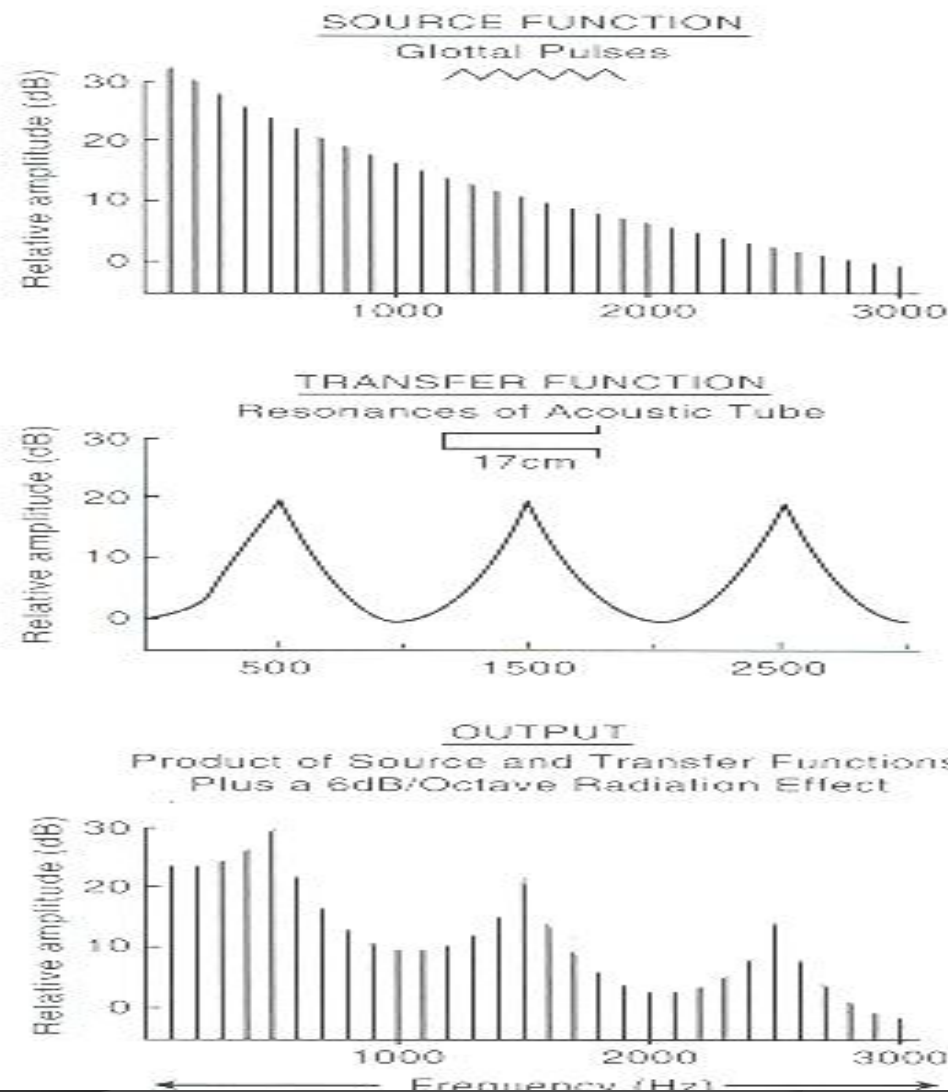 SOURCE FUNCTION
Glottal Pulses
Relative amplitude (dB)
30
20
10
0
1000 2000 3000
TRANSFER FUNCTION
Resonances of Acoustic Tube
17cm
Relative amplitude (dB)
30
20
10
0
500 1500 2500
OUTPUT
Product of Source and Transfer Functions
Plus a 6dB/Octave Radiation Effect
Relative amplitude (dB)
30
20
10
0
1000 2000 3000
Frequency (Hz)